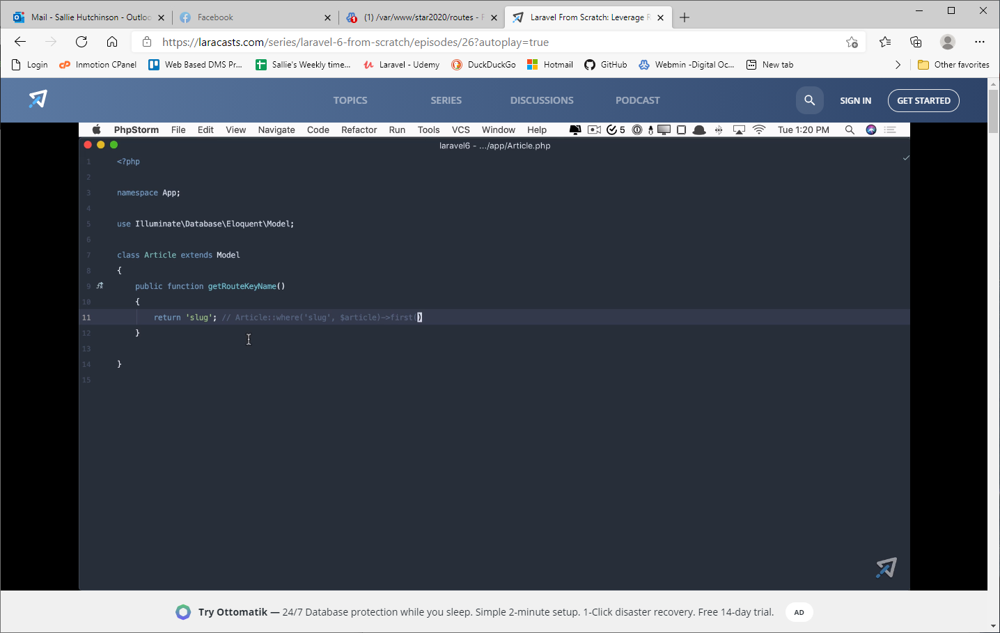 Mail - Sallie Hutchinson - Outloo
Facebook
(1) /var/www/star2020/routes - F
Laravel From Scratch: Leverage R
https://laracasts.com/series/laravel-6-from-scratch/episodes/26?autoplay=true
Login
cP
Inmotion CPanel
Web Based DMS Pr...
Sallie's Weekly time...
Laravel - Udemy
DuckDuckGo
Hotmail
GitHub
Webmin -Digital Oc...
New tab
Other favorites
TOPICS
SERIES
DISCUSSIONS
PODCAST
SIGN IN
GET STARTED
PhpStorm File Edit View Navigate Code Refactor Run Tools VCS Window Help 5 Tue 1:20 PM
laravel6 - .../app/Article.php
1 <?php
2
3 namespace App;
4
5 use Illuminate\Database\Eloquent\Model;
6
7 class Article extends Model
8 {
9 public function getRouteKeyName()
10 {
11 return 'slug'; // Article::where('slug', $article)->first()
12 }
13
14 }
15
Try Ottomatik — 24/7 Database protection while you sleep. Simple 2-minute setup. 1-Click disaster recovery. Free 14-day trial.
AD